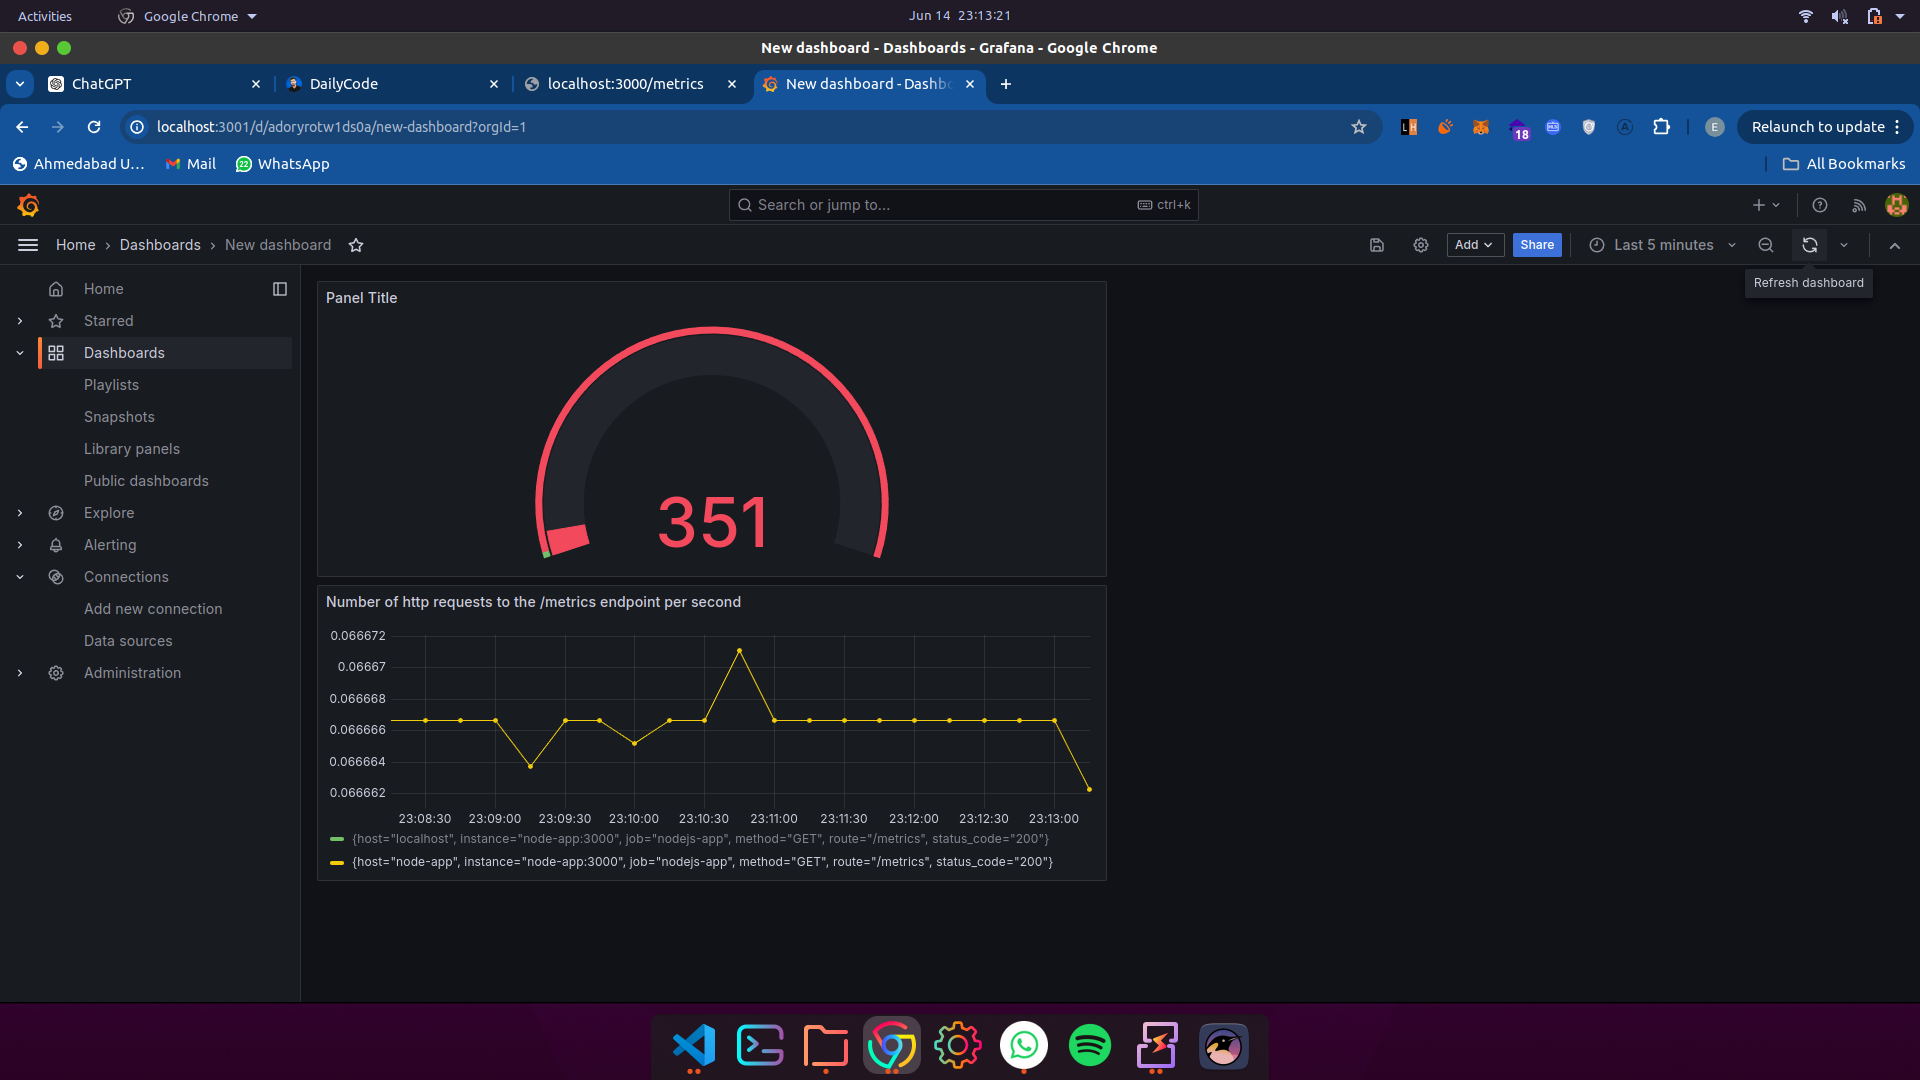 Activities
Google Chrome
Jun 14 23:13:21
New dashboard - Dashboards - Grafana - Google Chrome
ChatGPT
DailyCode
localhost:3000/metrics
New dashboard - Dashbo
localhost:3001/d/adoryrotw1ds0a/new-dashboard?orgId=1
LH
18
E
Relaunch to update
Ahmedabad U...
Mail
22
WhatsApp
All Bookmarks
Search or jump to...
ctrl+k
Home
Dashboards
New dashboard
Add
Share
Last 5 minutes
Refresh dashboard
Home
Starred
Dashboards
Playlists
Snapshots
Library panels
Public dashboards
Explore
Alerting
Connections
Add new connection
Data sources
Administration
Panel Title
351
Number of http requests to the /metrics endpoint per second
0.066672
0.06667
0.066668
0.066666
0.066664
0.066662
23:08:30 23:09:00 23:09:30 23:10:00 23:10:30 23:11:00 23:11:30 23:12:00 23:12:30 23:13:00
{host="localhost", instance="node-app:3000", job="nodejs-app", method="GET", route="/metrics", status_code="200"}
{host="node-app", instance="node-app:3000", job="nodejs-app", method="GET", route="/metrics", status_code="200"}